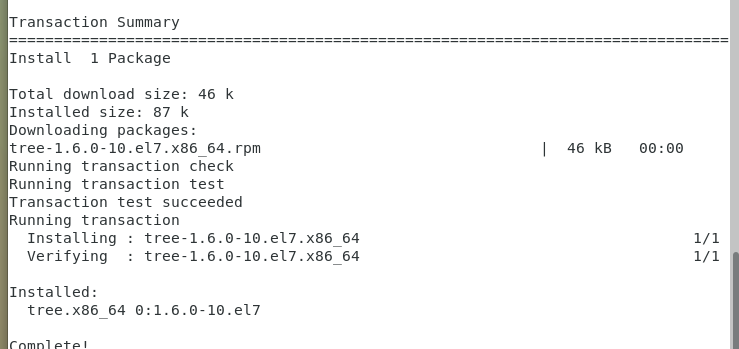 Transaction Summary
================================================================================
Install  1 Package
Total download size: 46 k
Installed size: 87 k
Downloading packages:
tree-1.6.0-10.el7.x86_64.rpm                               |  46 kB   00:00
Running transaction check
Running transaction test
Transaction test succeeded
Running transaction
  Installing : tree-1.6.0-10.el7.x86_64                                     1/1
  Verifying  : tree-1.6.0-10.el7.x86_64                                     1/1
Installed:
  tree.x86_64 0:1.6.0-10.el7
Complete!